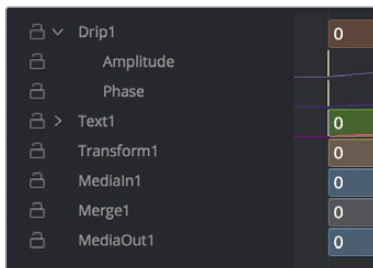 Drip1 0
Amplitude
Phase
Text1 0
Transform1 0
MediaIn1 0
Merge1 0
MediaOut1 0